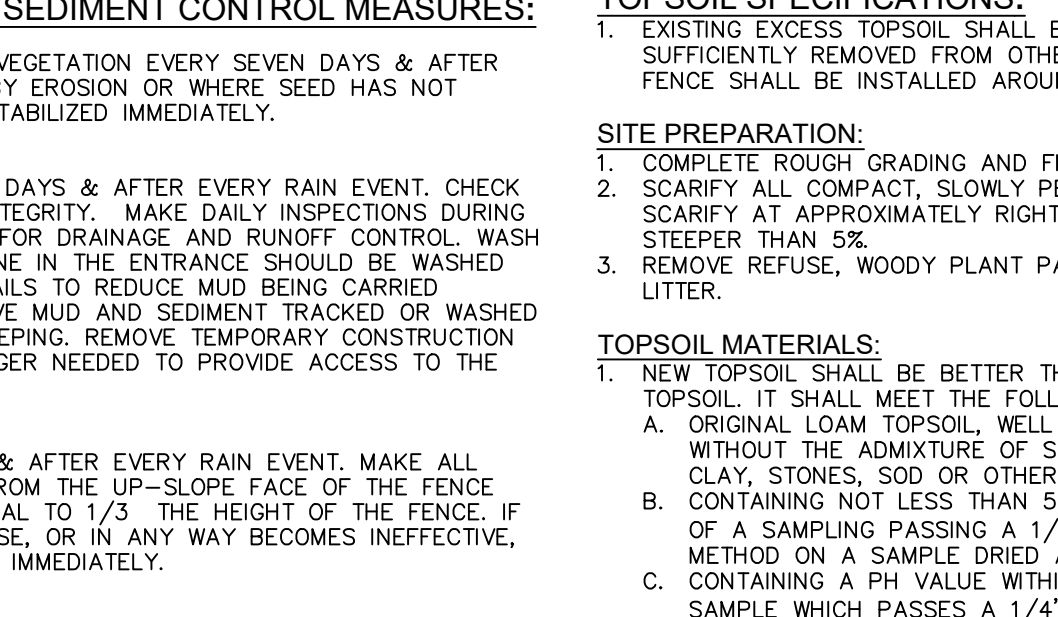 SEDIMENT CONTROL MEASURES:
VEGETATION EVERY SEVEN DAYS & AFTER
BY EROSION OR WHERE SEED HAS NOT
TABILIZED IMMEDIATELY.
DAYS & AFTER EVERY RAIN EVENT. CHECK
TEGRITY. MAKE DAILY INSPECTIONS DURING
FOR DRAINAGE AND RUNOFF CONTROL. WASH
NE IN THE ENTRANCE SHOULD BE WASHED
AILS TO REDUCE MUD BEING CARRIED
VE MUD AND SEDIMENT TRACKED OR WASHED
EEPING. REMOVE TEMPORARY CONSTRUCTION
GER NEEDED TO PROVIDE ACCESS TO THE
& AFTER EVERY RAIN EVENT. MAKE ALL
ROM THE UP-SLOPE FACE OF THE FENCE
AL TO 1/3 THE HEIGHT OF THE FENCE. IF
SE, OR IN ANY WAY BECOMES INEFFECTIVE,
IMMEDIATELY.
TOPSOIL SPECIFICATIONS:
1. EXISTING EXCESS TOPSOIL SHALL
SUFFICIENTLY REMOVED FROM OTHE
FENCE SHALL BE INSTALLED AROU
SITE PREPARATION:
1. COMPLETE ROUGH GRADING AND F
2. SCARIFY ALL COMPACT, SLOWLY PE
SCARIFY AT APPROXIMATELY RIGHT
STEEPER THAN 5%.
3. REMOVE REFUSE, WOODY PLANT PA
LITTER.
TOPSOIL MATERIALS:
1. NEW TOPSOIL SHALL BE BETTER TH
TOPSOIL. IT SHALL MEET THE FOLL
A. ORIGINAL LOAM TOPSOIL, WELL
WITHOUT THE ADMIXTURE OF S
CLAY, STONES, SOD OR OTHER
B. CONTAINING NOT LESS THAN 5
OF A SAMPLING PASSING A 1/
METHOD ON A SAMPLE DRIED
C. CONTAINING A PH VALUE WITHI
SAMPLE WHICH PASSES A 1/4"